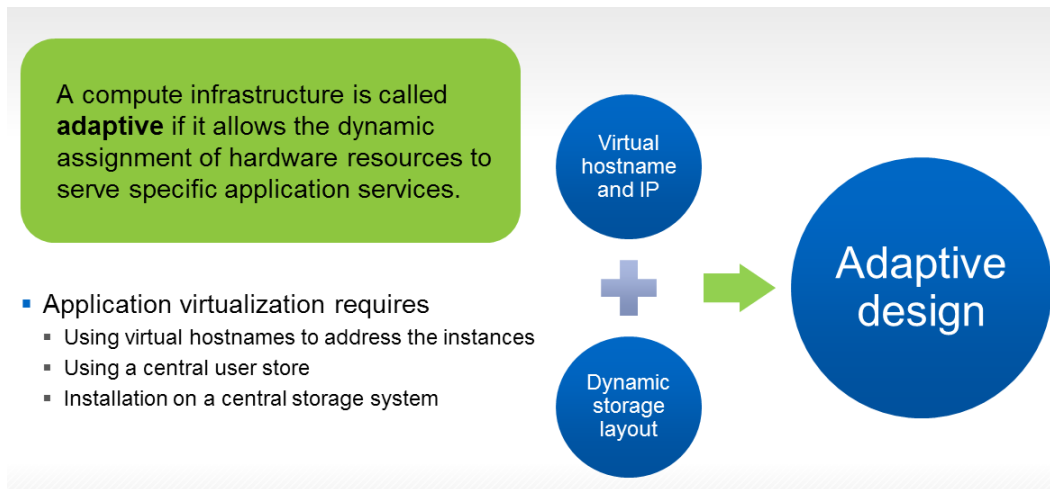 A compute infrastructure is called
adaptive if it allows the dynamic
assignment of hardware resources to
serve specific application services.
Application virtualization requires
Using virtual hostnames to address the instances
Using a central user store
Installation on a central storage system
Virtual
hostname
and IP
Dynamic
storage
layout
Adaptive
design